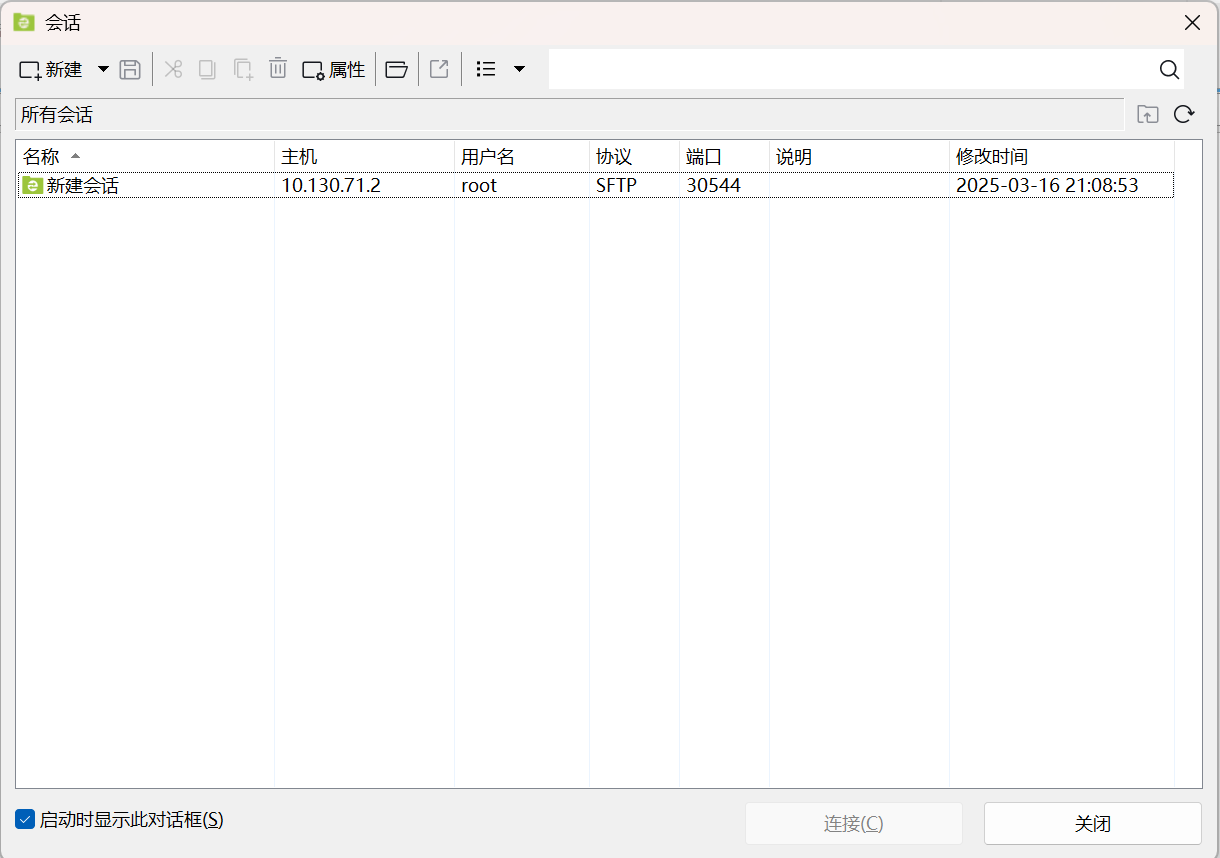 会话
新建 属性
所有会话
名称 主机 用户名 协议 端口 说明 修改时间
新建会话 10.130.71.2 root SFTP 30544 2025-03-16 21:08:53
启动时显示此对话框(S) 连接(C) 关闭